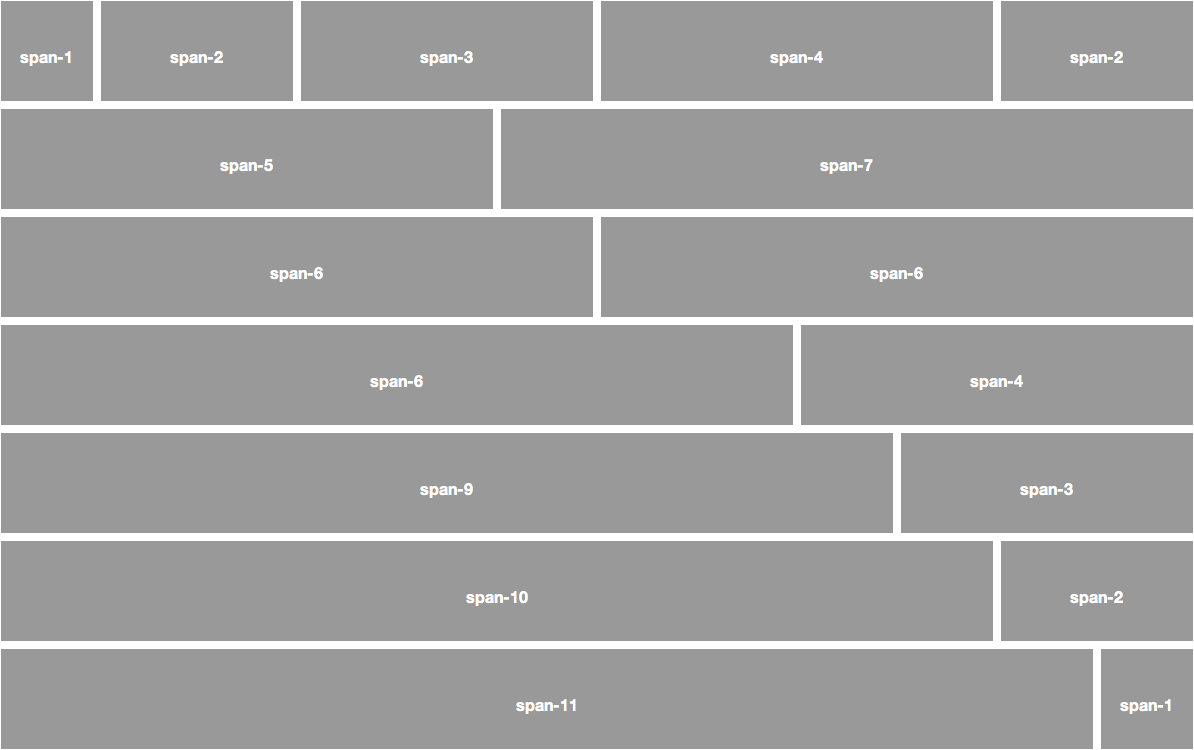 span-1 span-2 span-3 span-4 span-2
span-5 span-7
span-6 span-6
span-6 span-4
span-9 span-3
span-10 span-2
span-11 span-1